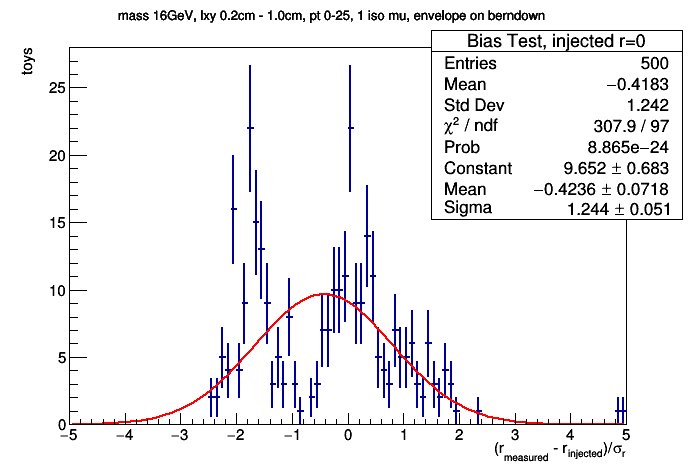 mass 16GeV, lxy 0.2cm - 1.0cm, pt 0-25, 1 iso mu, envelope on berndown
Bias Test, injected r=0
Entries 500
Mean −0.4183
Std Dev 1.242
χ² / ndf 307.9 / 97
Prob 8.865e−24
Constant 9.652 ± 0.683
Mean −0.4236 ± 0.0718
Sigma 1.244 ± 0.051
toys
25
20
15
10
5
0
−5 −4 −3 −2 −1 0 1 2 3 4 5
(r_measured - r_injected)/σ_r